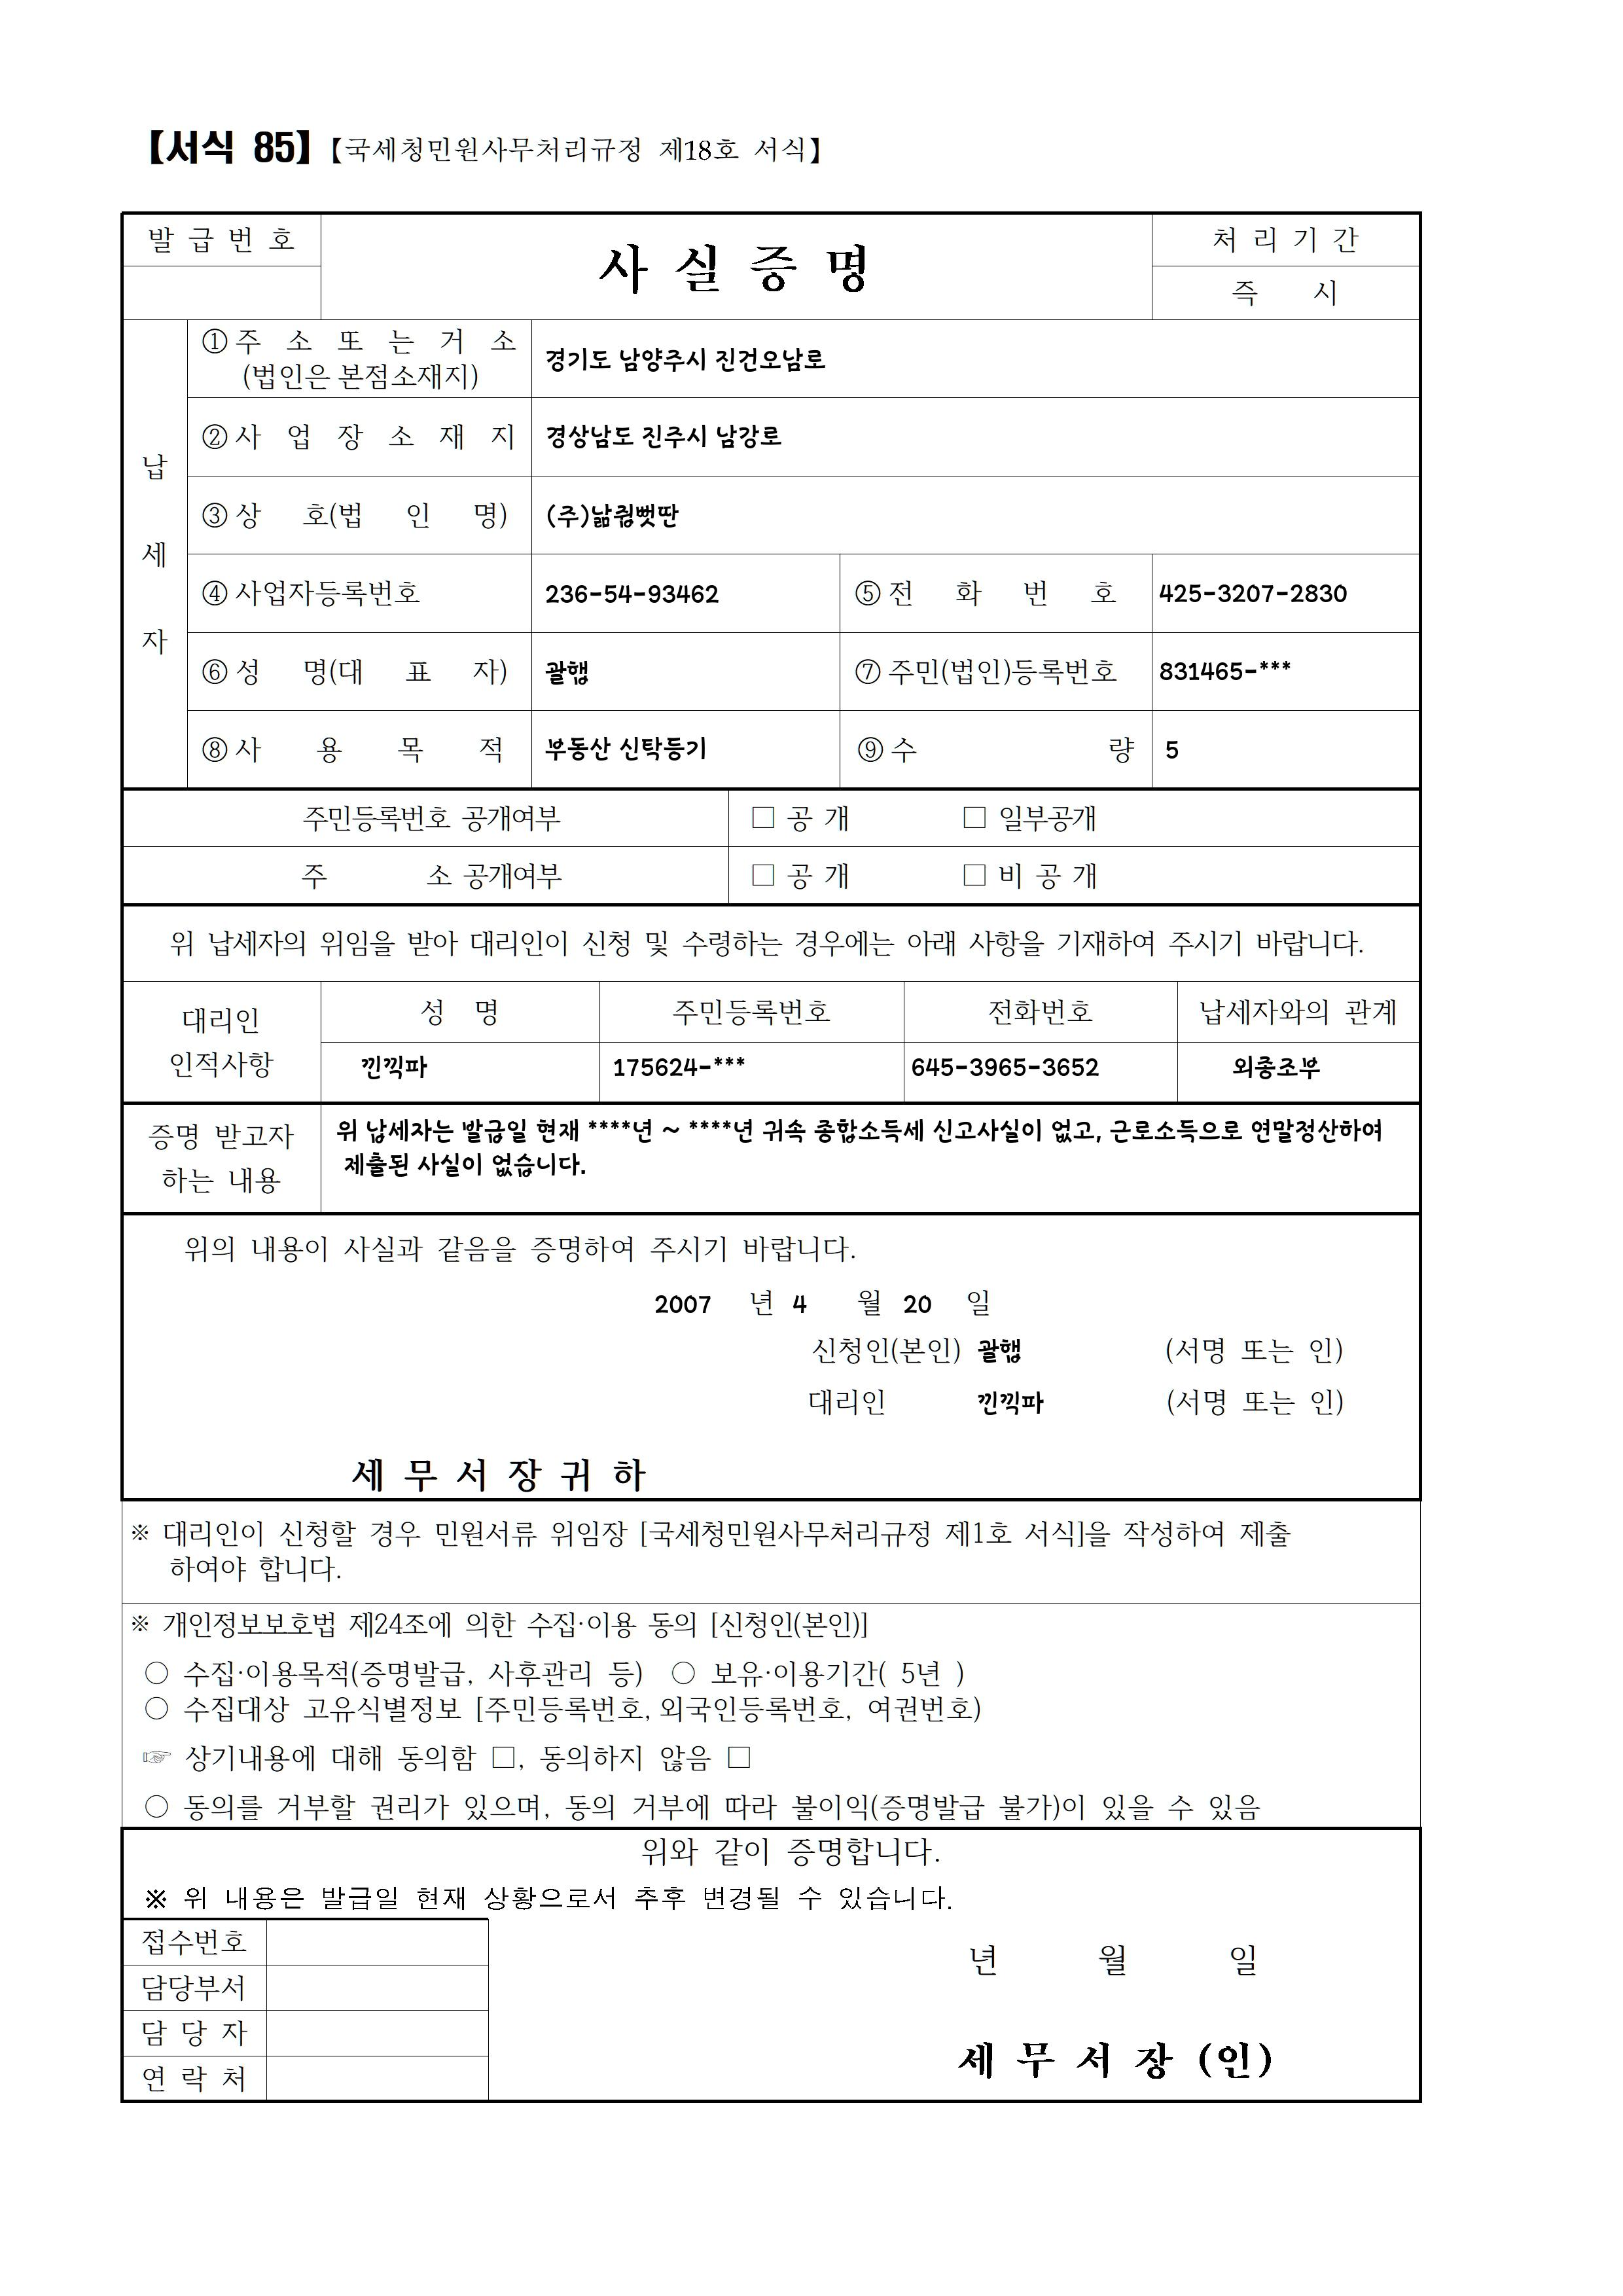 【서식 85】【국세청민원사무처리규정 제18호 서식】
발 급 번 호
사 실 증 명
처 리 기 간
즉 시
납 세 자
① 주 소 또 는 거 소
(법인은 본점소재지)
경기도 남양주시 진건오남로
② 사 업 장 소 재 지
경상남도 진주시 남강로
③ 상 호(법 인 명)
(주)낢줭뻣딴
④ 사업자등록번호
236-54-93462
⑤ 전 화 번 호
425-3207-2830
⑥ 성 명(대 표 자)
괄햅
⑦ 주민(법인)등록번호
831465-***
⑧ 사 용 목 적
부동산 신탁등기
⑨ 수 량
5
주민등록번호 공개여부
□ 공 개 □ 일부공개
주 소 공개여부
□ 공 개 □ 비 공 개
위 납세자의 위임을 받아 대리인이 신청 및 수령하는 경우에는 아래 사항을 기재하여 주시기 바랍니다.
대리인
인적사항
성 명 주민등록번호 전화번호 납세자와의 관계
낀끽파 175624-*** 645-3965-3652 외종조부
증명 받고자
하는 내용
위 납세자는 발급일 현재 ****년 ~ ****년 귀속 종합소득세 신고사실이 없고, 근로소득으로 연말정산하여
제출된 사실이 없습니다.
위의 내용이 사실과 같음을 증명하여 주시기 바랍니다.
2007 년 4 월 20 일
신청인(본인) 괄햅 (서명 또는 인)
대리인 낀끽파 (서명 또는 인)
세 무 서 장 귀 하
※ 대리인이 신청할 경우 민원서류 위임장 [국세청민원사무처리규정 제1호 서식]을 작성하여 제출
하여야 합니다.
※ 개인정보보호법 제24조에 의한 수집·이용 동의 [신청인(본인)]
○ 수집·이용목적(증명발급, 사후관리 등) ○ 보유·이용기간( 5년 )
○ 수집대상 고유식별정보 [주민등록번호, 외국인등록번호, 여권번호)
☞ 상기내용에 대해 동의함 □, 동의하지 않음 □
○ 동의를 거부할 권리가 있으며, 동의 거부에 따라 불이익(증명발급 불가)이 있을 수 있음
위와 같이 증명합니다.
※ 위 내용은 발급일 현재 상황으로서 추후 변경될 수 있습니다.
접수번호
담당부서
담 당 자
연 락 처
년 월 일
세 무 서 장 (인)